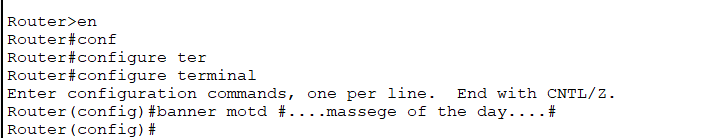 Router>en
Router#conf
Router#configure ter
Router#configure terminal
Enter configuration commands, one per line.  End with CNTL/Z.
Router(config)#banner motd #....massege of the day....#
Router(config)#